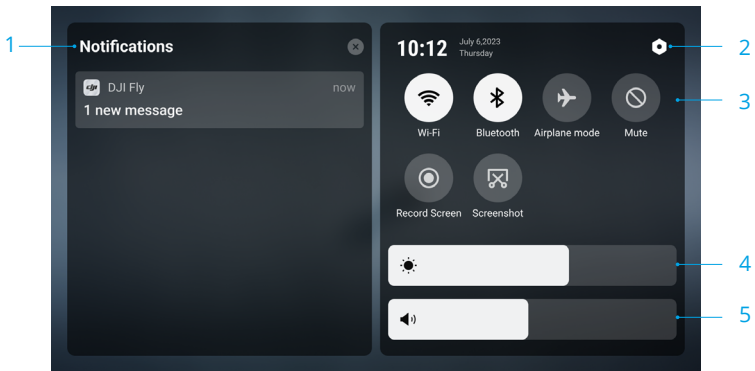 1
Notifications
dji
DJI Fly
now
1 new message
10:12
July 6,2023
Thursday
2
Wi-Fi
Bluetooth
Airplane mode
Mute
3
Record Screen
Screenshot
4
5